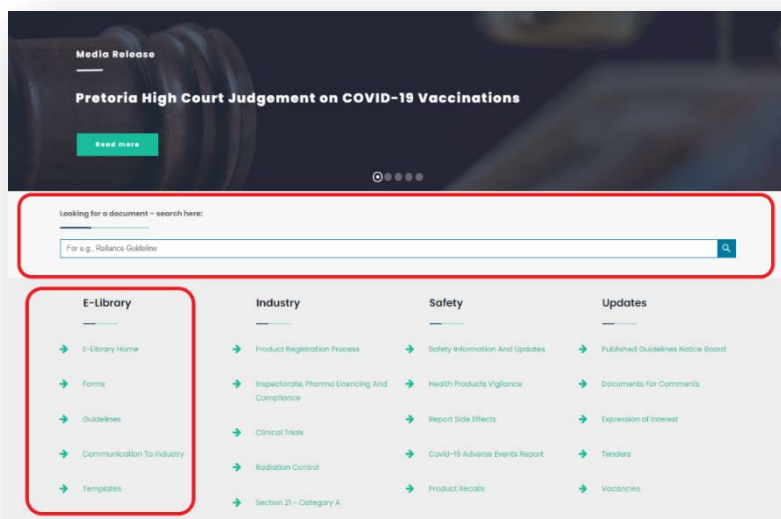 Media Release
Pretoria High Court Judgement on COVID-19 Vaccinations
Read more
Looking for a document – search here:
For e.g., Reliance Guideline
E-Library
E-Library Home
Forms
Guidelines
Communication To Industry
Templates
Industry
Product Registration Process
Inspectorate, Pharma Licencing And
Compliance
Clinical Trials
Radiation Control
Section 21 - Category A
Safety
Safety Information And Updates
Health Products Vigilance
Report Side Effects
Covid-19 Adverse Events Report
Product Recalls
Updates
Published Guidelines Notice Board
Documents For Comments
Expression of Interest
Tenders
Vacancies